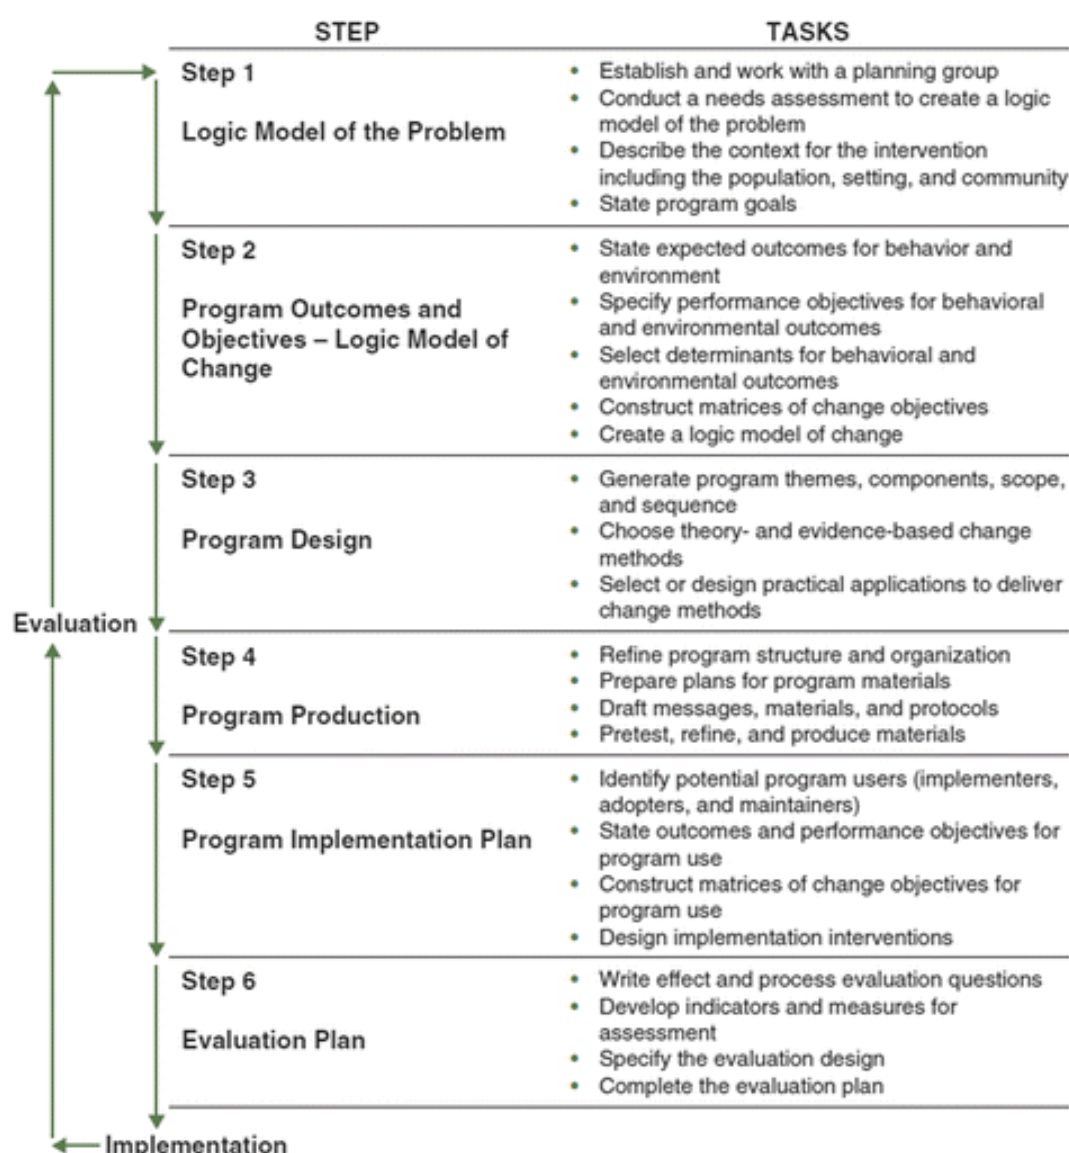 STEP TASKS
Step 1
Logic Model of the Problem
• Establish and work with a planning group
• Conduct a needs assessment to create a logic
model of the problem
• Describe the context for the intervention
including the population, setting, and community
• State program goals
Step 2
Program Outcomes and
Objectives – Logic Model of
Change
• State expected outcomes for behavior and
environment
• Specify performance objectives for behavioral
and environmental outcomes
• Select determinants for behavioral and
environmental outcomes
• Construct matrices of change objectives
• Create a logic model of change
Step 3
Program Design
• Generate program themes, components, scope,
and sequence
• Choose theory- and evidence-based change
methods
• Select or design practical applications to deliver
change methods
Evaluation
Step 4
Program Production
• Refine program structure and organization
• Prepare plans for program materials
• Draft messages, materials, and protocols
• Pretest, refine, and produce materials
Step 5
Program Implementation Plan
• Identify potential program users (implementers,
adopters, and maintainers)
• State outcomes and performance objectives for
program use
• Construct matrices of change objectives for
program use
• Design implementation interventions
Step 6
Evaluation Plan
• Write effect and process evaluation questions
• Develop indicators and measures for
assessment
• Specify the evaluation design
• Complete the evaluation plan
Implementation